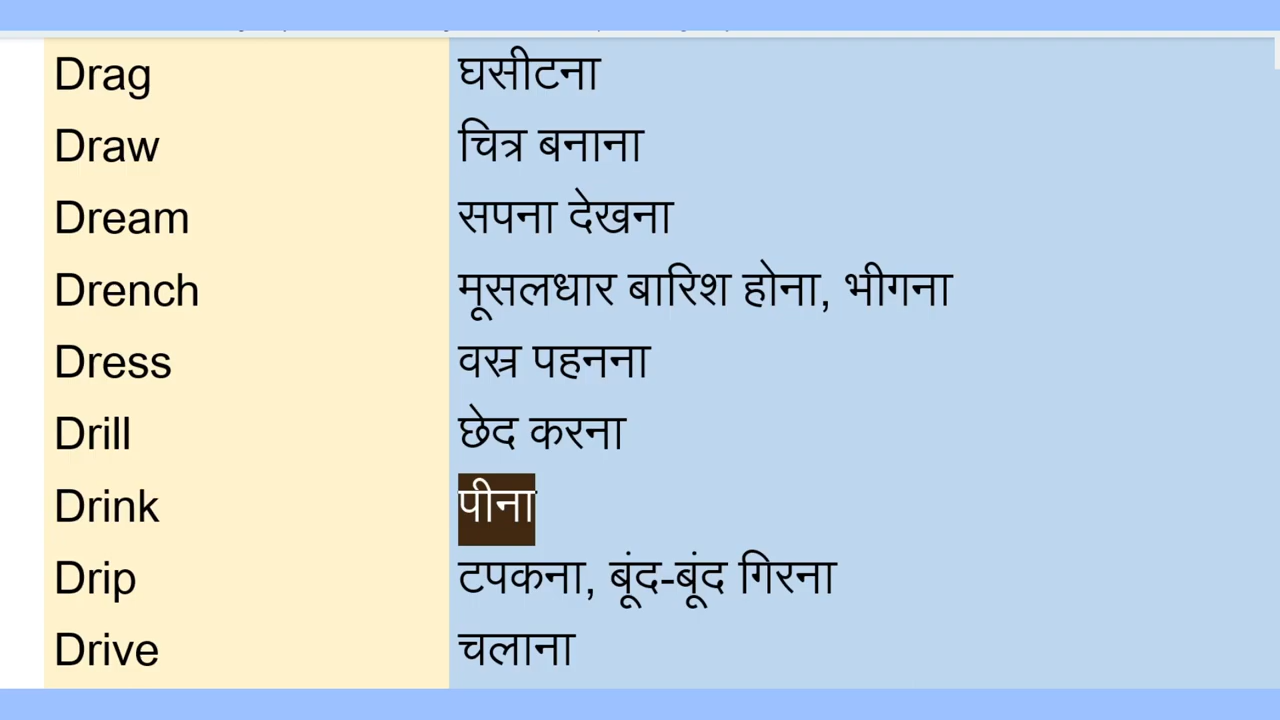 Drag घसीटना
Draw चित्र बनाना
Dream सपना देखना
Drench मूसलधार बारिश होना, भीगना
Dress वस्र पहनना
Drill छेद करना
Drink पीना
Drip टपकना, बूंद-बूंद गिरना
Drive चलाना